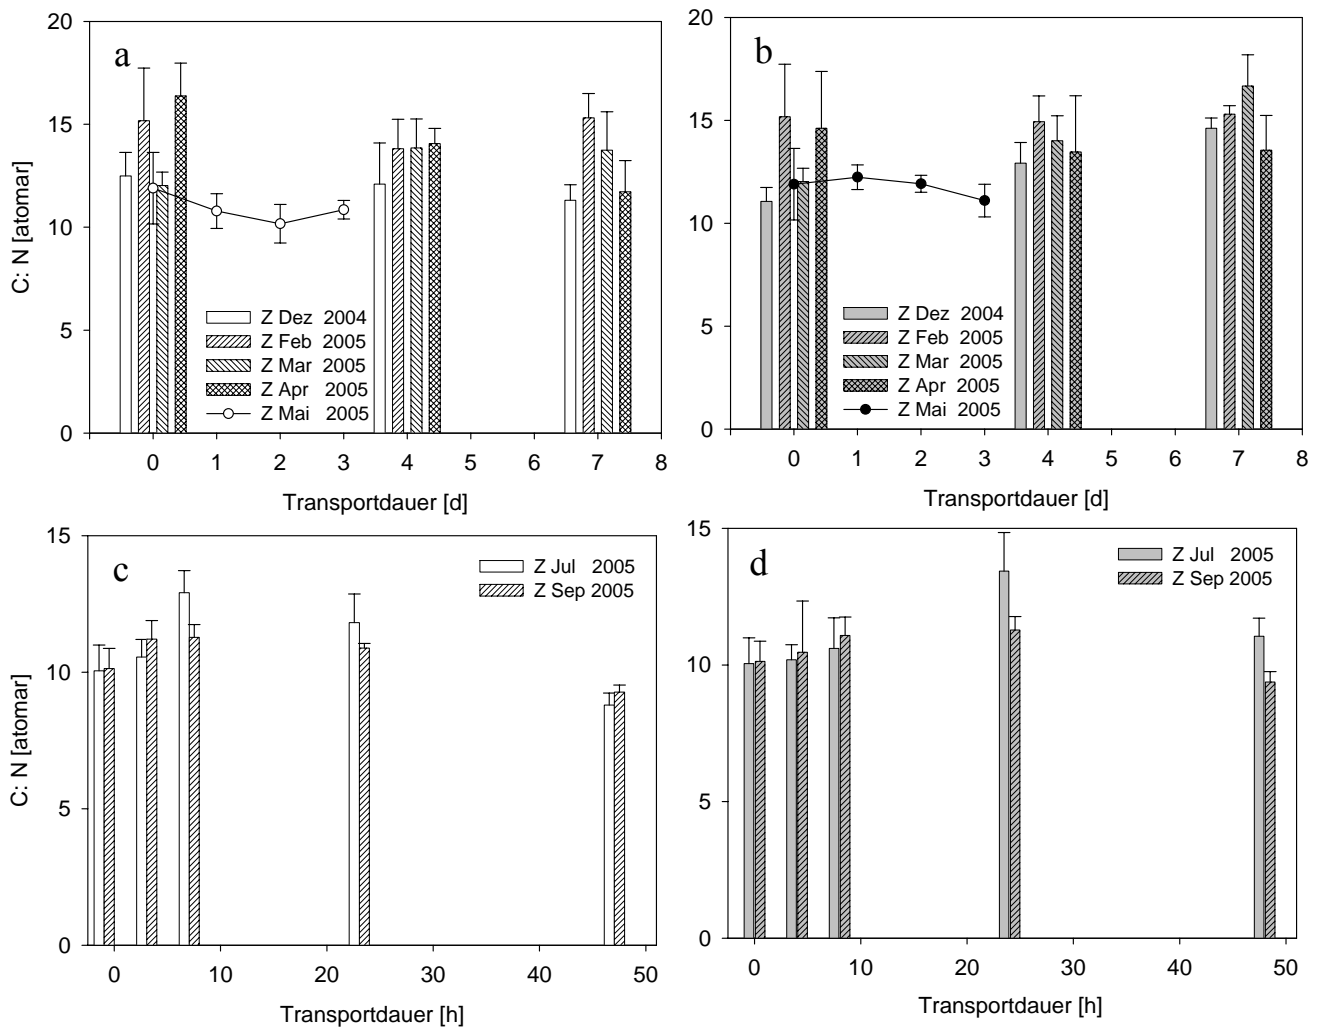 a
20
15
10
5
0
C: N [atomar]
Z Dez 2004
Z Feb 2005
Z Mar 2005
Z Apr 2005
Z Mai 2005
0 1 2 3 4 5 6 7 8
Transportdauer [d]
b
20
15
10
5
0
Z Dez 2004
Z Feb 2005
Z Mar 2005
Z Apr 2005
Z Mai 2005
0 1 2 3 4 5 6 7 8
Transportdauer [d]
c
15
10
5
0
C: N [atomar]
Z Jul 2005
Z Sep 2005
0 10 20 30 40 50
Transportdauer [h]
d
15
10
5
0
Z Jul 2005
Z Sep 2005
0 10 20 30 40 50
Transportdauer [h]